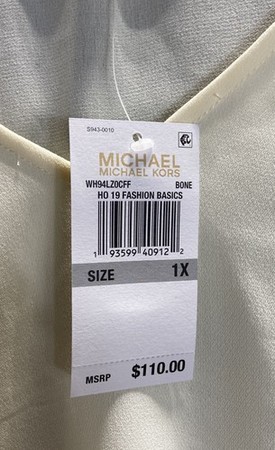 S943-0010
MICHAEL
MICHAEL KORS
WH94LZ0CFF BONE
HO 19 FASHION BASICS
1 93599 40912 2
SIZE 1X
MSRP $110.00